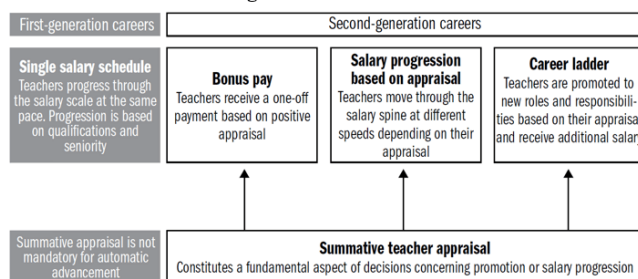 First-generation careers
Second-generation careers
Single salary schedule
Teachers progress through
the salary scale at the same
pace. Progression is based
on qualifications and
seniority
Bonus pay
Teachers receive a one-off
payment based on positive
appraisal
Salary progression
based on appraisal
Teachers move through the
salary spine at different
speeds depending on their
appraisal
Career ladder
Teachers are promoted to
new roles and responsibili-
ties based on their appraisal
and receive additional salary
Summative appraisal is not
mandatory for automatic
advancement
Summative teacher appraisal
Constitutes a fundamental aspect of decisions concerning promotion or salary progression